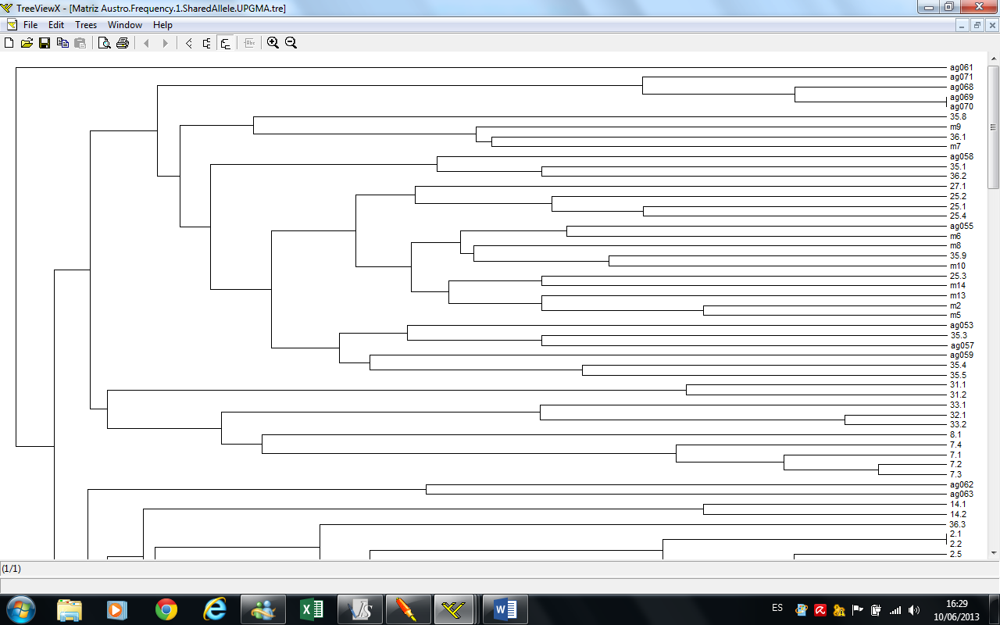 TreeViewX - [Matriz Austro.Frequency.1.SharedAllele.UPGMA.tre]
File Edit Trees Window Help
Abc
ag061
ag071
ag068
ag069
ag070
35.8
m9
36.1
m7
ag058
35.1
36.2
27.1
25.2
25.1
25.4
ag055
m6
m8
35.9
m10
25.3
m14
m13
m2
m5
ag053
35.3
ag057
ag059
35.4
35.5
31.1
31.2
33.1
32.1
33.2
8.1
7.4
7.1
7.2
7.3
ag062
ag063
14.1
14.2
36.3
2.1
2.2
2.5
(1/1)
ES
16:29
10/06/2013